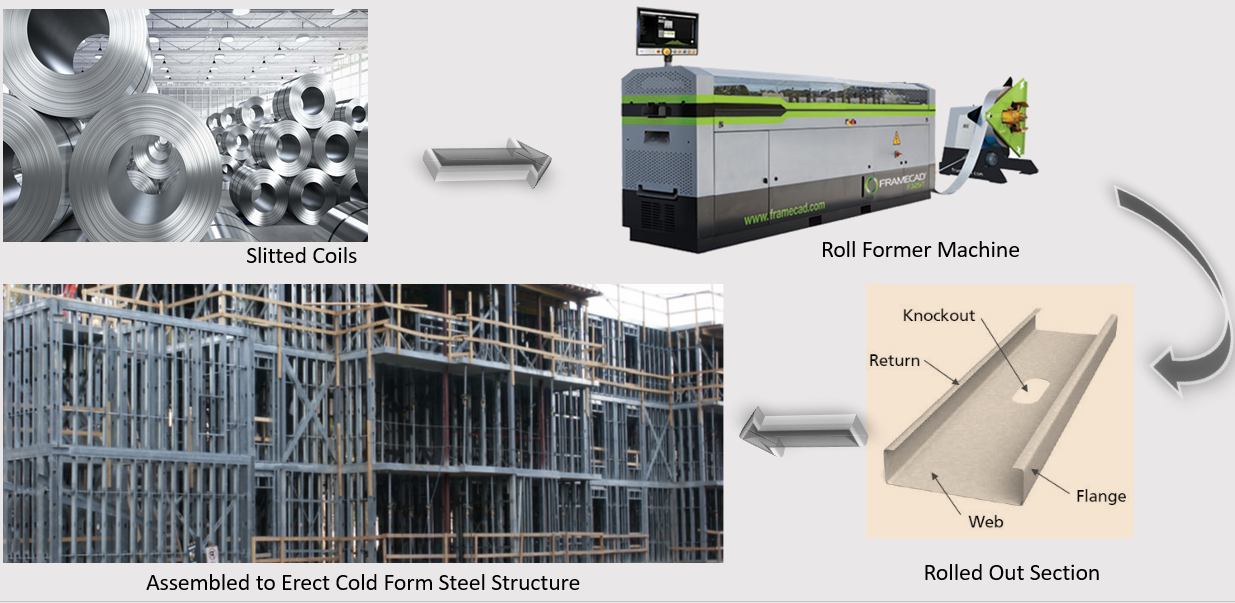 Slitted Coils
FRAMECAD
www.framecad.com
Roll Former Machine
Knockout
Return
Flange
Web
Rolled Out Section
Assembled to Erect Cold Form Steel Structure